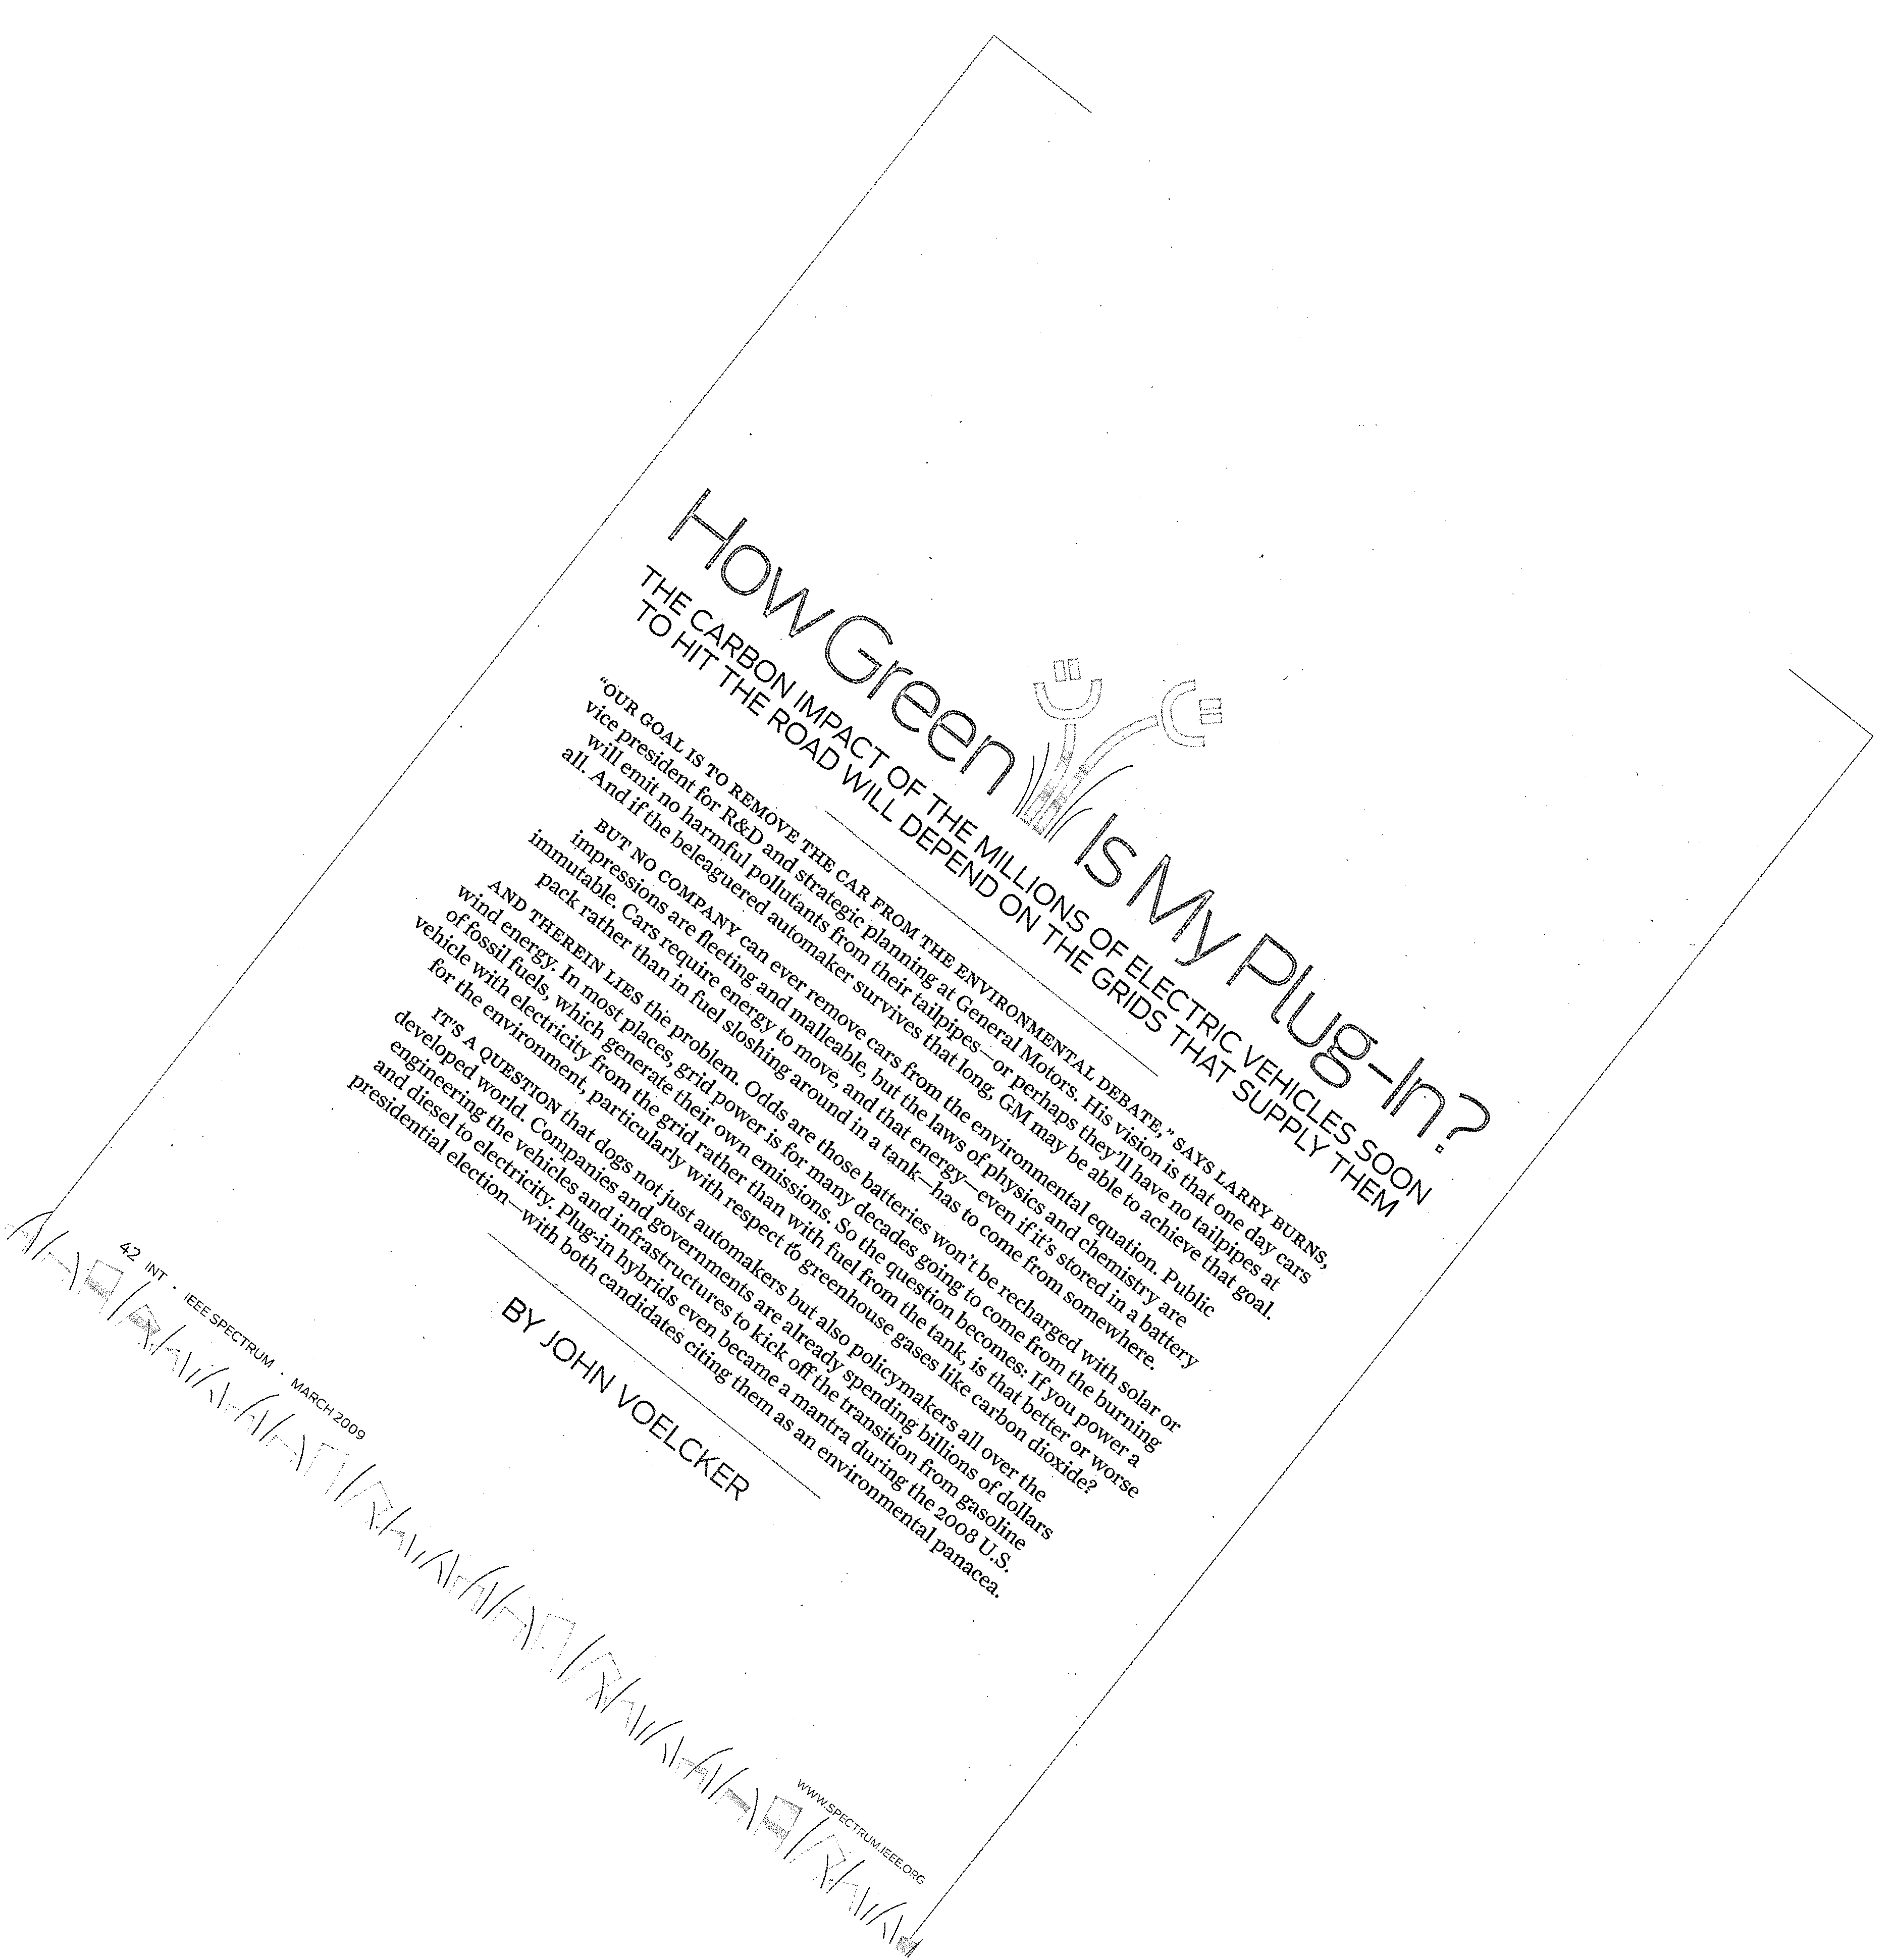 How Green Is My Plug-In?
THE CARBON IMPACT OF THE MILLIONS OF ELECTRIC VEHICLES SOON
TO HIT THE ROAD WILL DEPEND ON THE GRIDS THAT SUPPLY THEM
“OUR GOAL IS TO REMOVE THE CAR FROM THE ENVIRONMENTAL DEBATE,” SAYS LARRY BURNS,
vice president for R&D and strategic planning at General Motors. His vision is that one day cars
will emit no harmful pollutants from their tailpipes—or perhaps they’ll have no tailpipes at
all. And if the beleaguered automaker survives that long, GM may be able to achieve that goal.
BUT NO COMPANY can ever remove cars from the environmental equation. Public
impressions are fleeting and malleable, but the laws of physics and chemistry are
immutable. Cars require energy to move, and that energy—even if it’s stored in a battery
pack rather than in fuel sloshing around in a tank—has to come from somewhere.
AND THEREIN LIES the problem. Odds are those batteries won’t be recharged with solar or
wind energy. In most places, grid power is for many decades going to come from the burning
of fossil fuels, which generate their own emissions. So the question becomes: If you power a
vehicle with electricity from the grid rather than with fuel from the tank, is that better or worse
for the environment, particularly with respect to greenhouse gases like carbon dioxide?
IT’S A QUESTION that dogs not just automakers but also policymakers all over the
developed world. Companies and governments are already spending billions of dollars
engineering the vehicles and infrastructures to kick off the transition from gasoline
and diesel to electricity. Plug-in hybrids even became a mantra during the 2008 U.S.
presidential election—with both candidates citing them as an environmental panacea.
BY JOHN VOELCKER
42 INT · IEEE SPECTRUM · MARCH 2009
WWW.SPECTRUM.IEEE.ORG